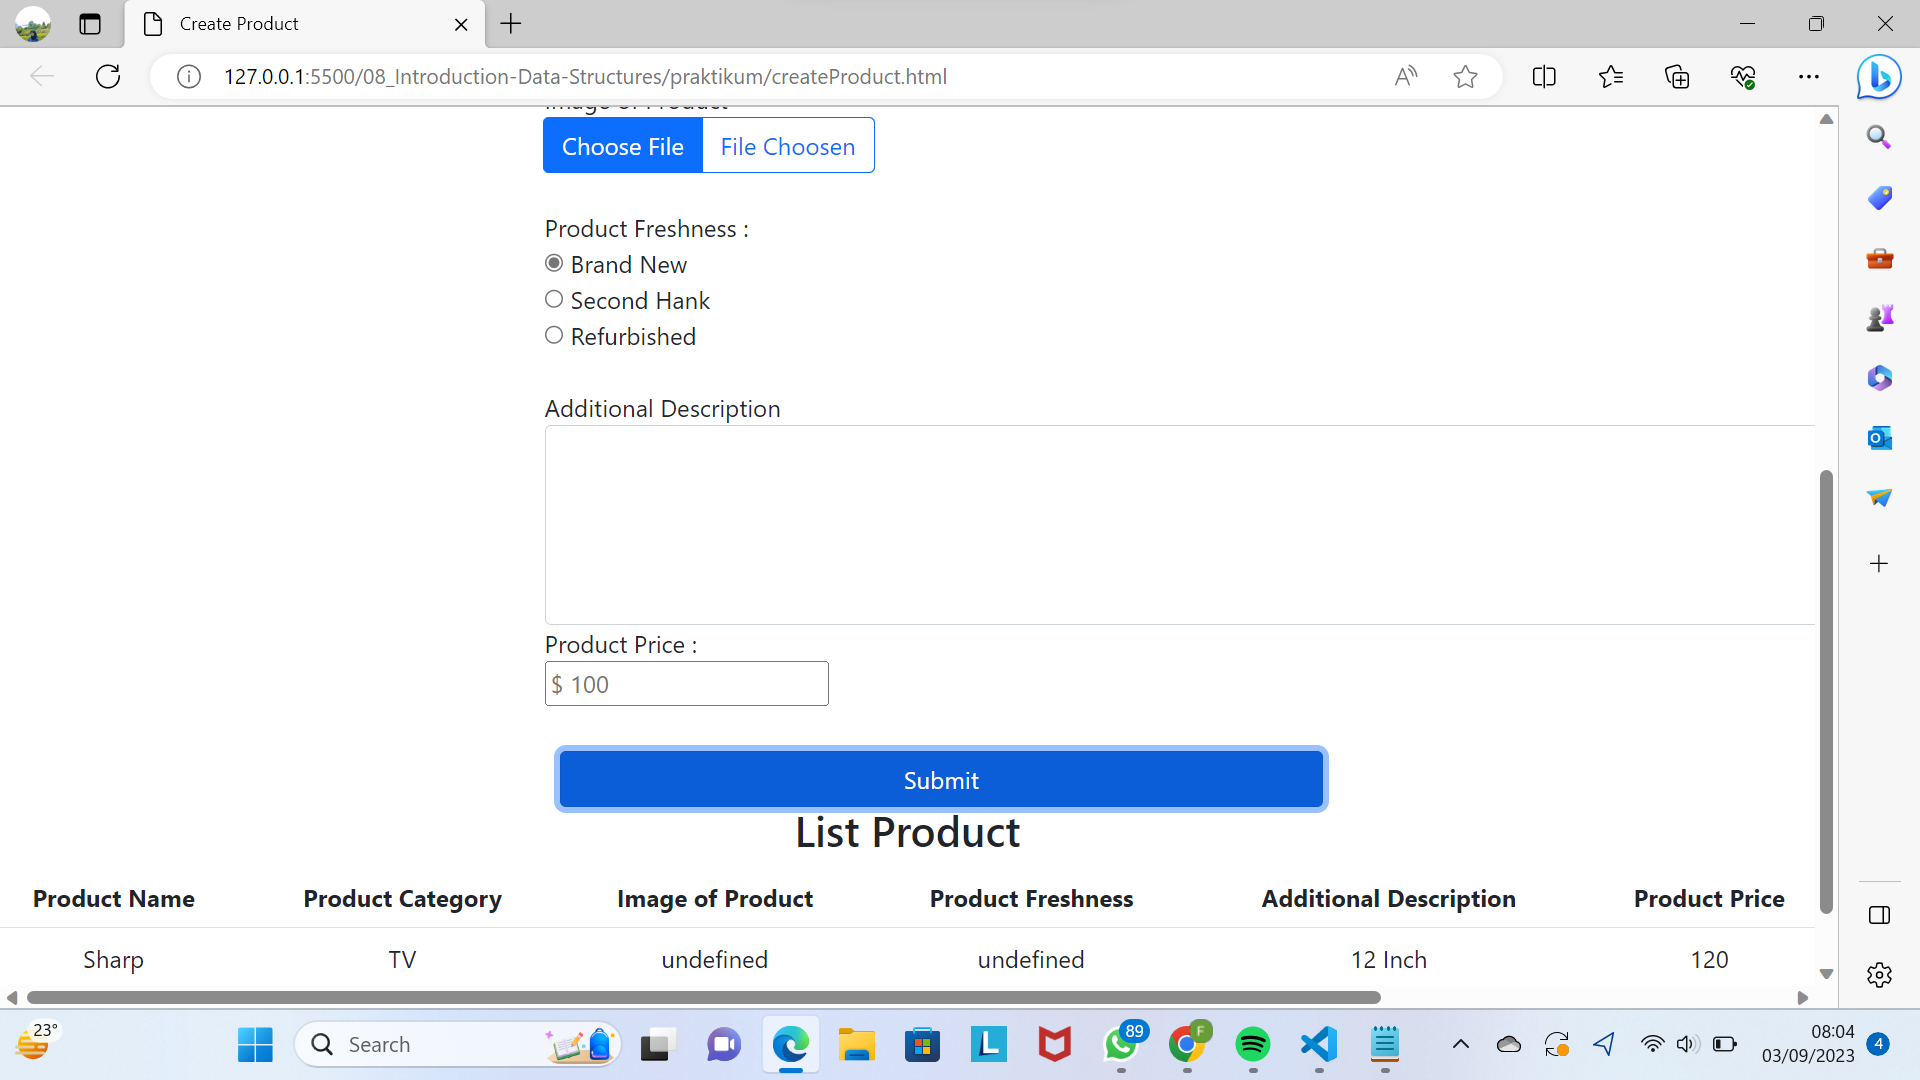 Create Product
127.0.0.1:5500/08_Introduction-Data-Structures/praktikum/createProduct.html
Image of Product
Choose File File Choosen
Product Freshness :
Brand New
Second Hank
Refurbished
Additional Description
Product Price :
$ 100
Submit
List Product
Product Name Product Category Image of Product Product Freshness Additional Description Product Price
Sharp TV undefined undefined 12 Inch 120
23°
Search
89
F
08:04
03/09/2023
4